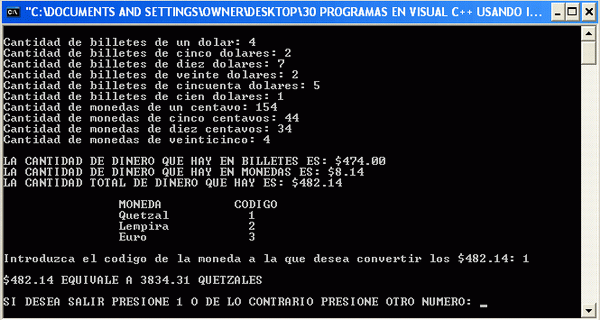 "C:\DOCUMENTS AND SETTINGS\OWNER\DESKTOP\30 PROGRAMAS EN VISUAL C++ USANDO I...
Cantidad de billetes de un dolar: 4
Cantidad de billetes de cinco dolares: 2
Cantidad de billetes de diez dolares: 7
Cantidad de billetes de veinte dolares: 2
Cantidad de billetes de cincuenta dolares: 5
Cantidad de billetes de cien dolares: 1
Cantidad de monedas de un centavo: 154
Cantidad de monedas de cinco centavos: 44
Cantidad de monedas de diez centavos: 34
Cantidad de monedas de veinticinco: 4
LA CANTIDAD DE DINERO QUE HAY EN BILLETES ES: $474.00
LA CANTIDAD DE DINERO QUE HAY EN MONEDAS ES: $8.14
LA CANTIDAD TOTAL DE DINERO QUE HAY ES: $482.14
MONEDA CODIGO
Quetzal 1
Lempira 2
Euro 3
Introduzca el codigo de la moneda a la que desea convertir los $482.14: 1
$482.14 EQUIVALE A 3834.31 QUETZALES
SI DESEA SALIR PRESIONE 1 O DE LO CONTRARIO PRESIONE OTRO NUMERO: _